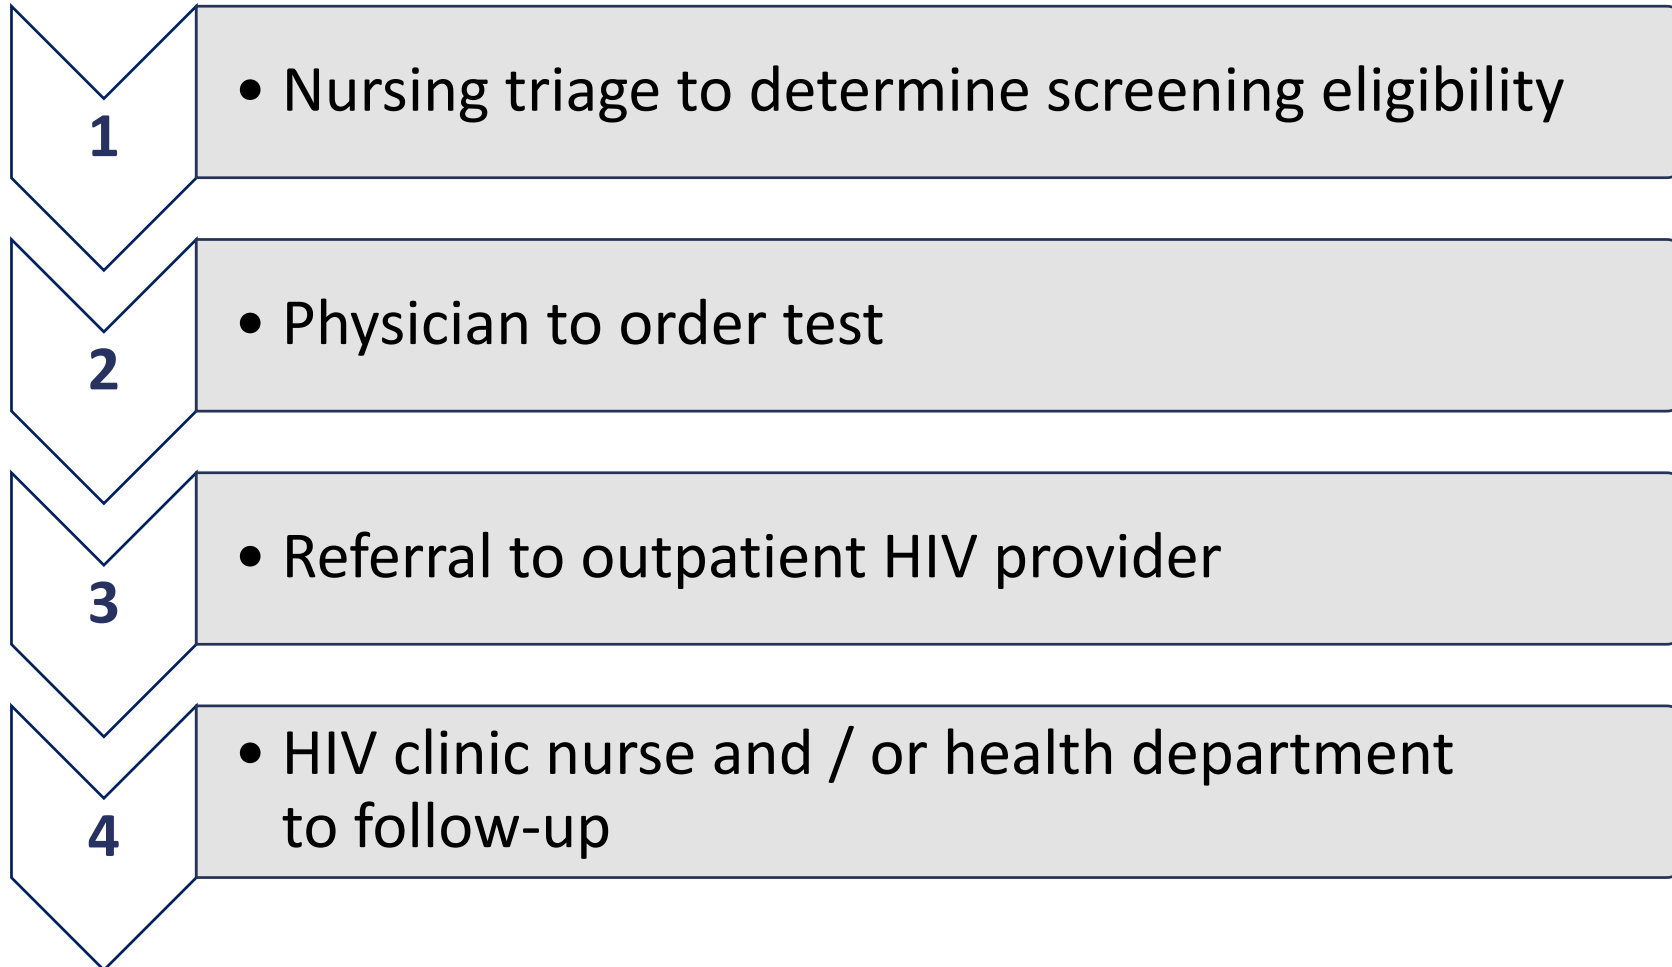 1
• Nursing triage to determine screening eligibility
2
• Physician to order test
3
• Referral to outpatient HIV provider
4
• HIV clinic nurse and / or health department
to follow-up